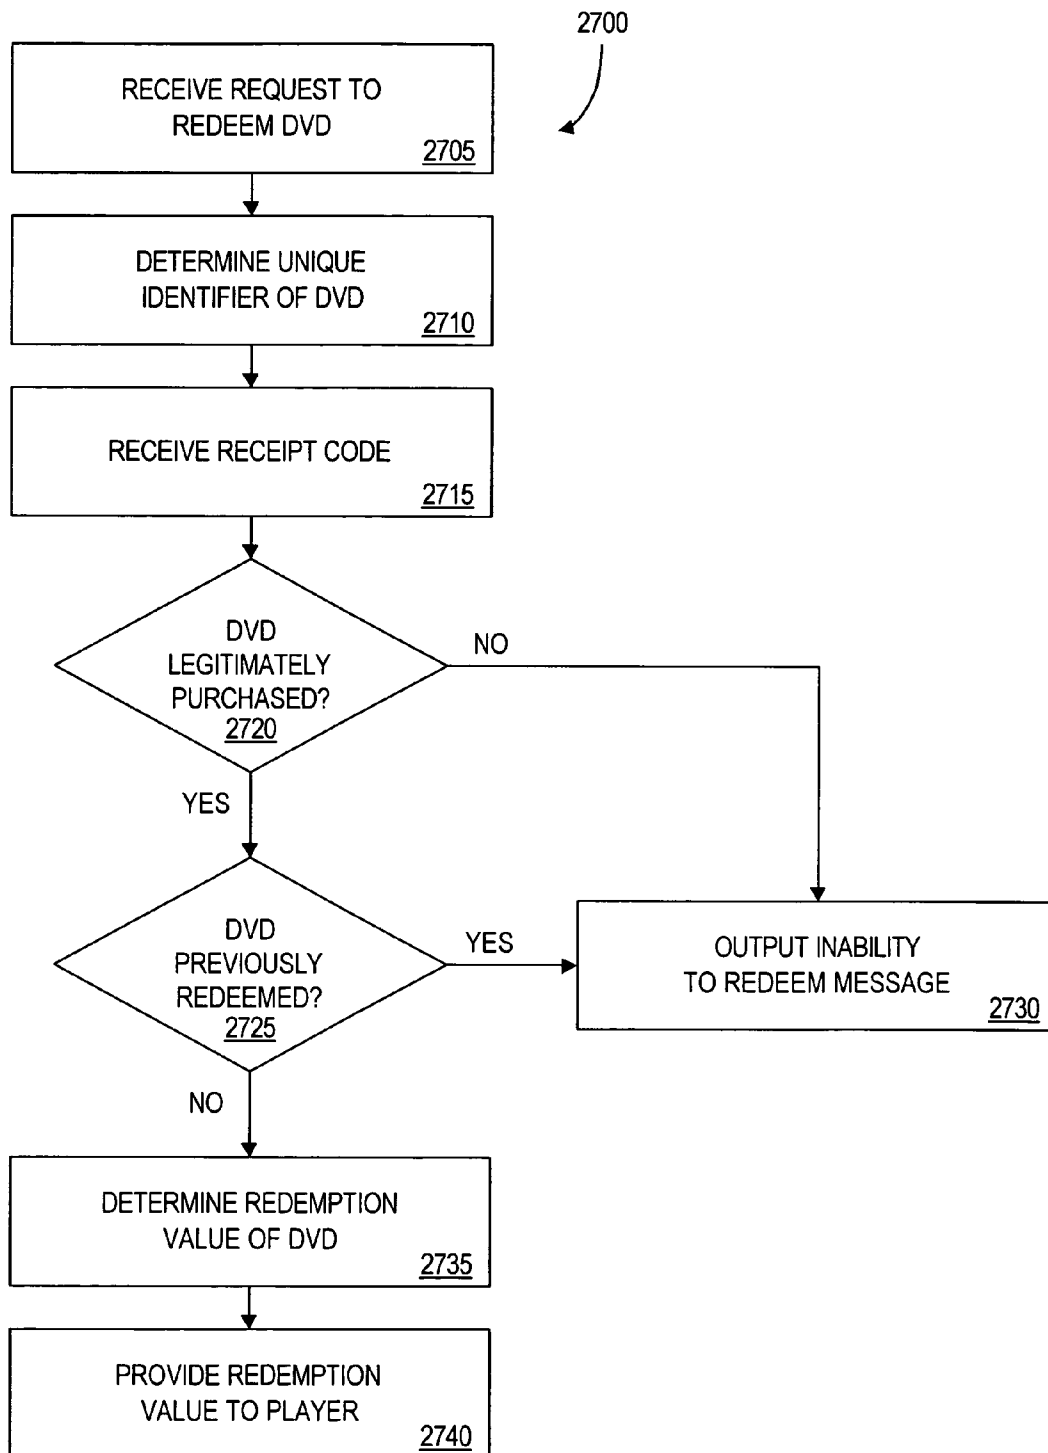 2700
RECEIVE REQUEST TO
REDEEM DVD
2705
DETERMINE UNIQUE
IDENTIFIER OF DVD
2710
RECEIVE RECEIPT CODE
2715
DVD
LEGITIMATELY
PURCHASED?
2720
NO
YES
DVD
PREVIOUSLY
REDEEMED?
2725
YES
OUTPUT INABILITY
TO REDEEM MESSAGE
2730
NO
DETERMINE REDEMPTION
VALUE OF DVD
2735
PROVIDE REDEMPTION
VALUE TO PLAYER
2740